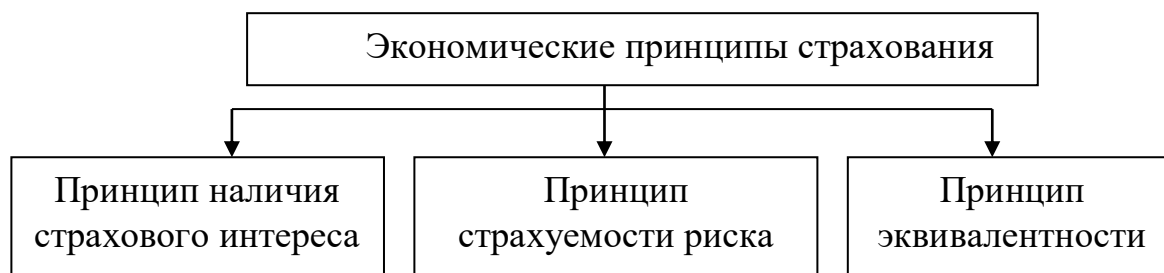 Экономические принципы страхования
Принцип наличия
страхового интереса
Принцип
страхуемости риска
Принцип
эквивалентности